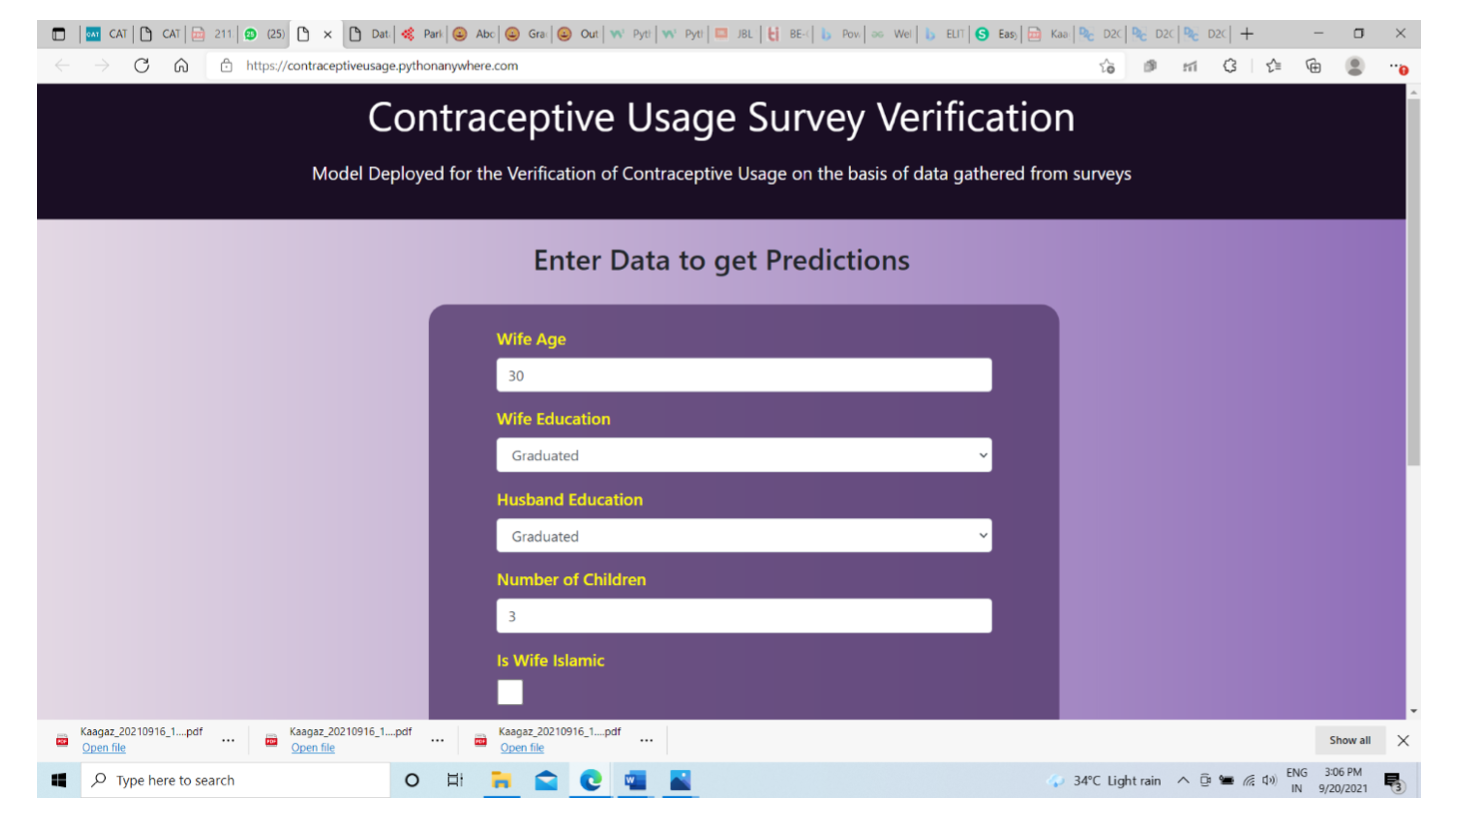 CAT CAT 211 (25) Dat Pari Abc Gra Out Pyt Pyt JBL BE- Pov Wel ELIT Eas Kaa D2C D2C D2C
https://contraceptiveusage.pythonanywhere.com
Contraceptive Usage Survey Verification
Model Deployed for the Verification of Contraceptive Usage on the basis of data gathered from surveys
Enter Data to get Predictions
Wife Age
30
Wife Education
Graduated
Husband Education
Graduated
Number of Children
3
Is Wife Islamic
Kaagaz_20210916_1....pdf Kaagaz_20210916_1....pdf Kaagaz_20210916_1....pdf
Open file Open file Open file
Show all
Type here to search
34°C Light rain
ENG 3:06 PM
IN 9/20/2021
3